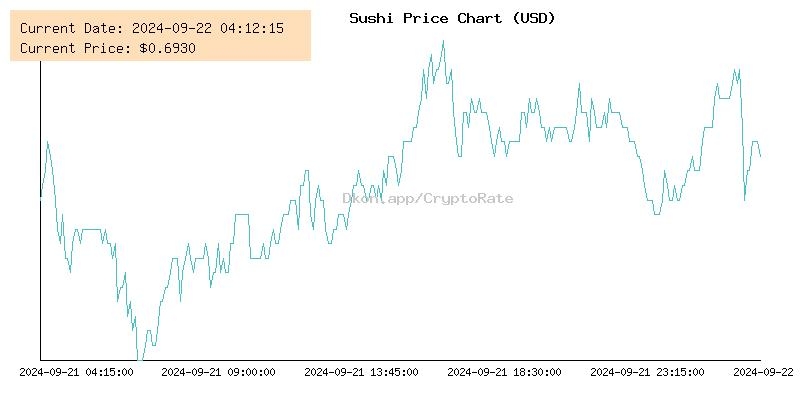 Sushi Price Chart (USD)
Current Date: 2024-09-22 04:12:15
Current Price: $0.6930
Dkon.app/CryptoRate
2024-09-21 04:15:00 2024-09-21 09:00:00 2024-09-21 13:45:00 2024-09-21 18:30:00 2024-09-21 23:15:00 2024-09-22